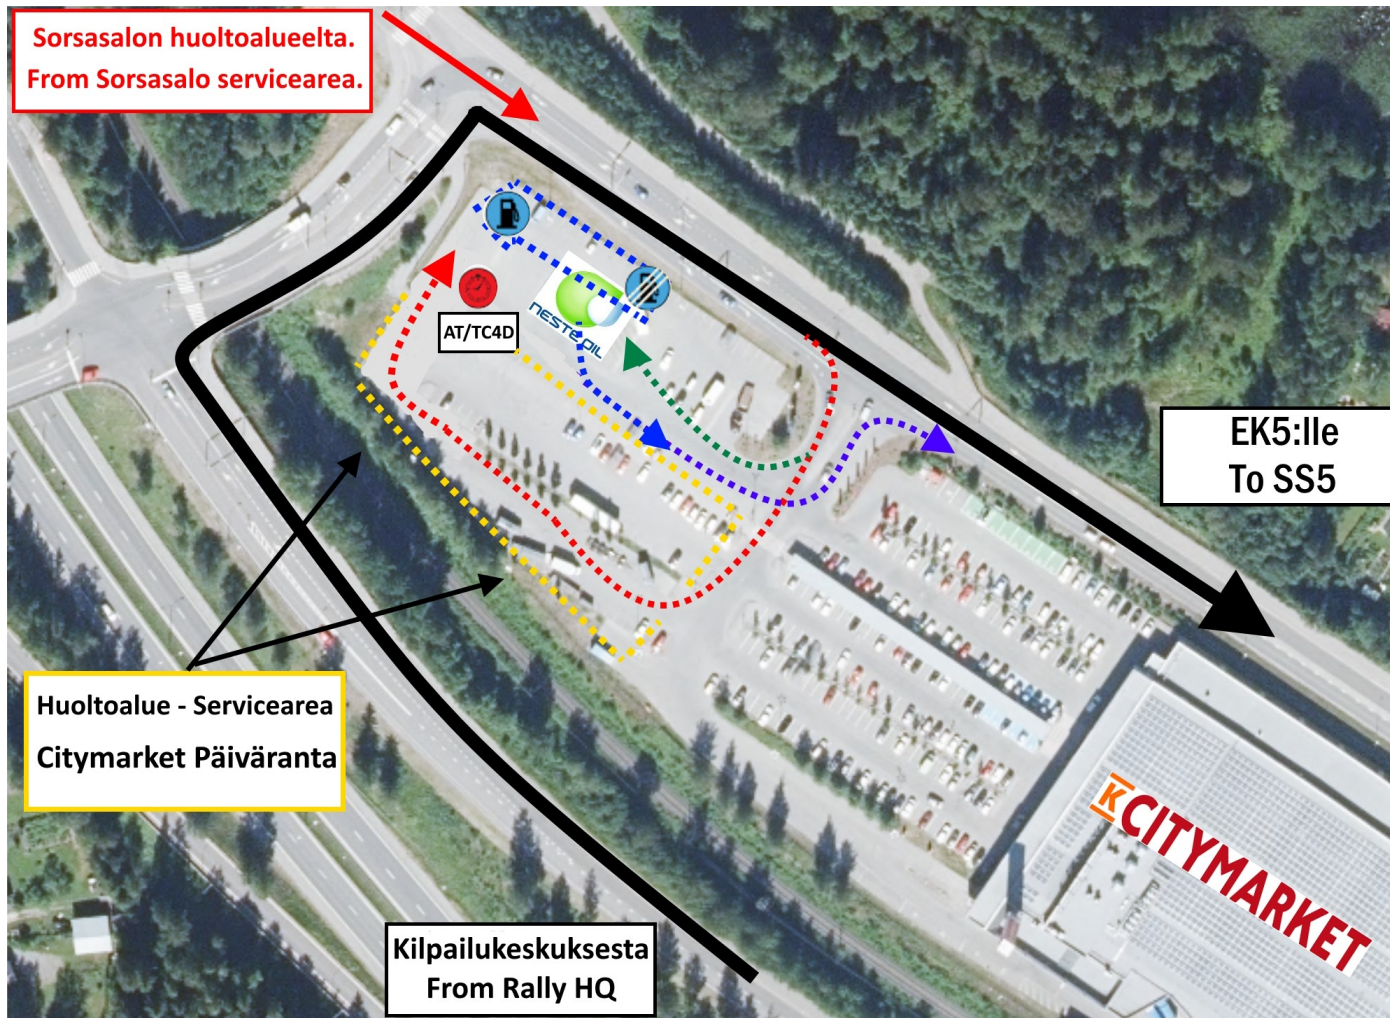 Sorsasalon huoltoalueelta.
From Sorsasalo servicearea.
AT/TC4D
NESTE OIL
EK5:lle
To SS5
Huoltoalue - Servicearea
Citymarket Päiväranta
K CITYMARKET
Kilpailukeskuksesta
From Rally HQ